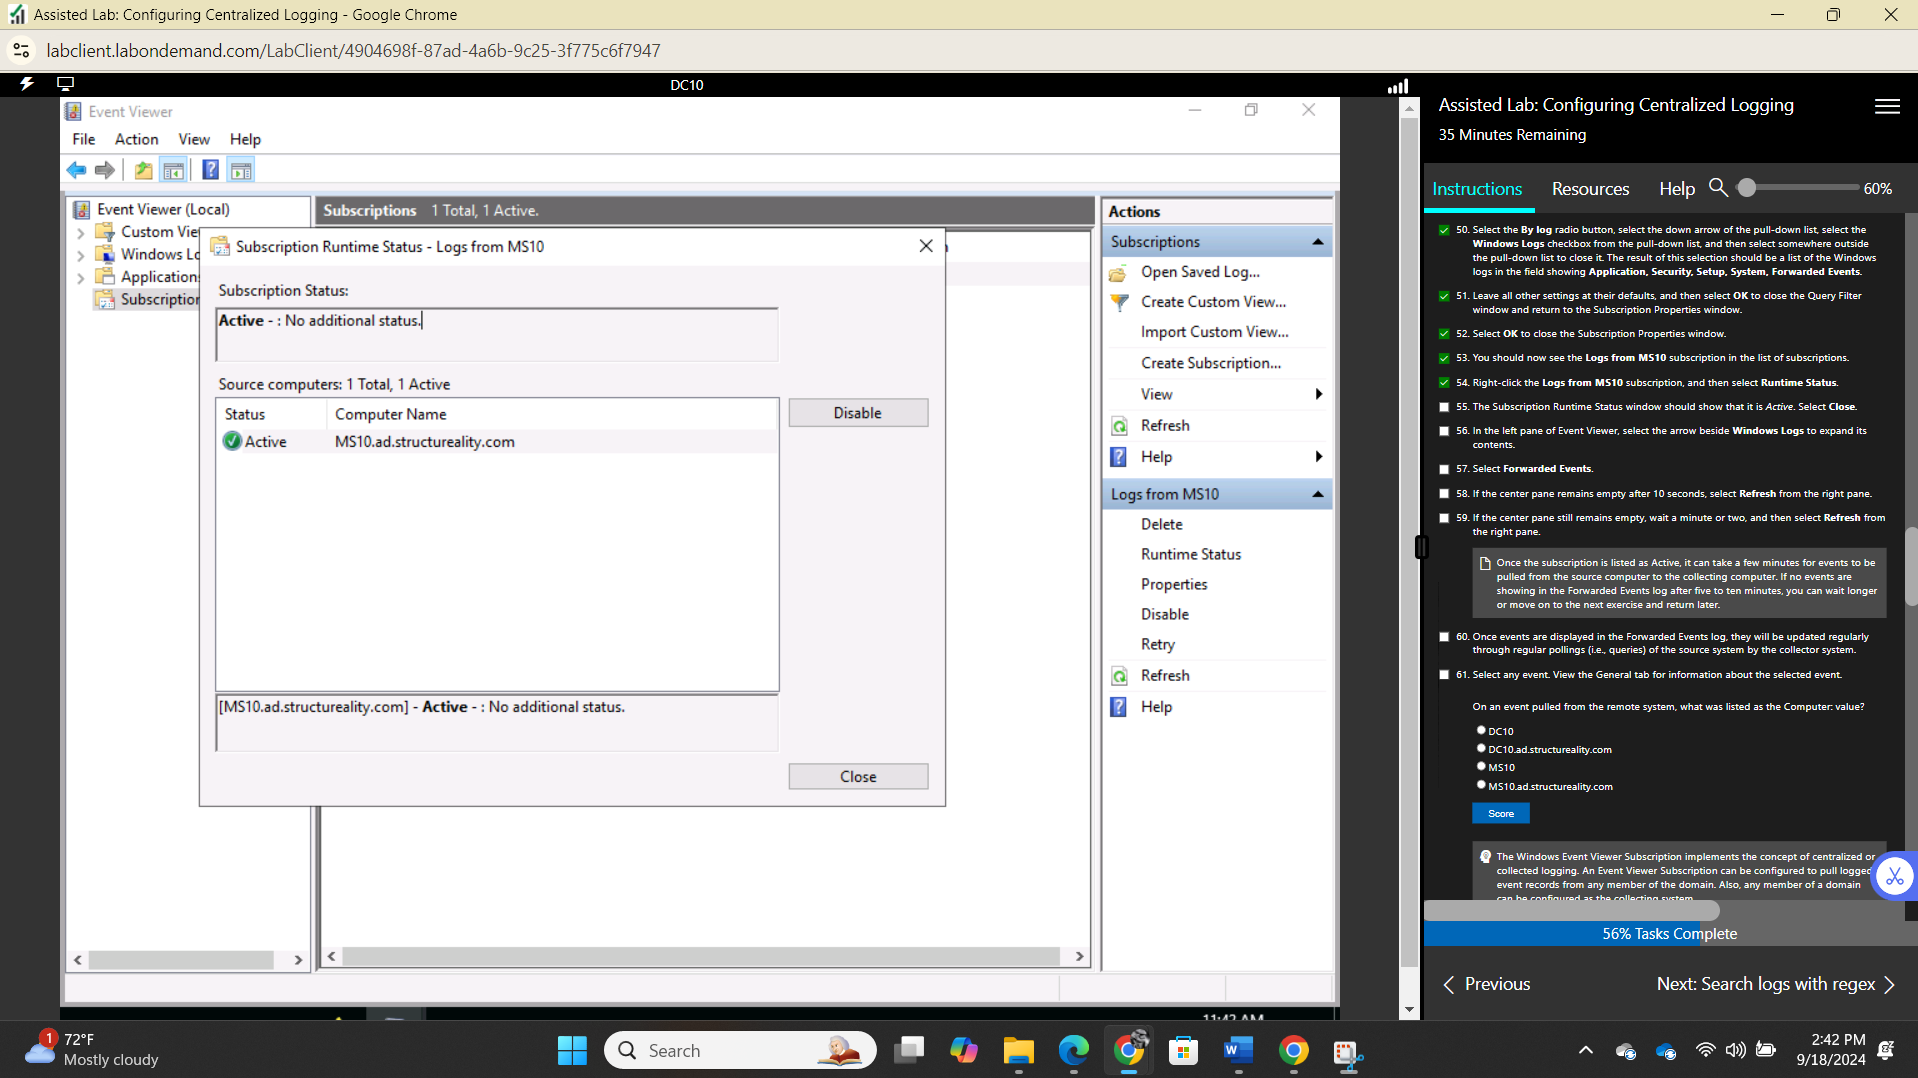 Assisted Lab: Configuring Centralized Logging - Google Chrome
labclient.labondemand.com/LabClient/4904698f-87ad-4a6b-9c25-3f775c6f7947
DC10
Event Viewer
File Action View Help
Event Viewer (Local)
Custom Vie
Windows Lo
Application
Subscription
Subscriptions 1 Total, 1 Active.
Subscription Runtime Status - Logs from MS10
Subscription Status:
Active - : No additional status.
Source computers: 1 Total, 1 Active
Status Computer Name
Active MS10.ad.structureality.com
Disable
[MS10.ad.structureality.com] - Active - : No additional status.
Close
Actions
Subscriptions
Open Saved Log...
Create Custom View...
Import Custom View...
Create Subscription...
View
Refresh
Help
Logs from MS10
Delete
Runtime Status
Properties
Disable
Retry
Refresh
Help
Assisted Lab: Configuring Centralized Logging
35 Minutes Remaining
Instructions Resources Help 60%
50. Select the By log radio button, select the down arrow of the pull-down list, select the
Windows Logs checkbox from the pull-down list, and then select somewhere outside
the pull-down list to close it. The result of this selection should be a list of the Windows
logs in the field showing Application, Security, Setup, System, Forwarded Events.
51. Leave all other settings at their defaults, and then select OK to close the Query Filter
window and return to the Subscription Properties window.
52. Select OK to close the Subscription Properties window.
53. You should now see the Logs from MS10 subscription in the list of subscriptions.
54. Right-click the Logs from MS10 subscription, and then select Runtime Status.
55. The Subscription Runtime Status window should show that it is Active. Select Close.
56. In the left pane of Event Viewer, select the arrow beside Windows Logs to expand its
contents.
57. Select Forwarded Events.
58. If the center pane remains empty after 10 seconds, select Refresh from the right pane.
59. If the center pane still remains empty, wait a minute or two, and then select Refresh from
the right pane.
Once the subscription is listed as Active, it can take a few minutes for events to be
pulled from the source computer to the collecting computer. If no events are
showing in the Forwarded Events log after five to ten minutes, you can wait longer
or move on to the next exercise and return later.
60. Once events are displayed in the Forwarded Events log, they will be updated regularly
through regular pollings (i.e., queries) of the source system by the collector system.
61. Select any event. View the General tab for information about the selected event.
On an event pulled from the remote system, what was listed as the Computer: value?
DC10
DC10.ad.structureality.com
MS10
MS10.ad.structureality.com
Score
The Windows Event Viewer Subscription implements the concept of centralized or
collected logging. An Event Viewer Subscription can be configured to pull logged
event records from any member of the domain. Also, any member of a domain
can be configured as the collecting system.
56% Tasks Complete
Previous Next: Search logs with regex
11:42 AM
1
72°F
Mostly cloudy
Search
2:42 PM
9/18/2024